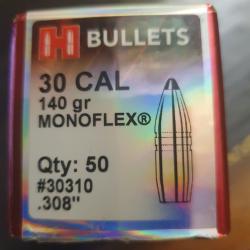 H BULLETS
30 CAL
140 gr
MONOFLEX®
Qty: 50
#30310
.308"